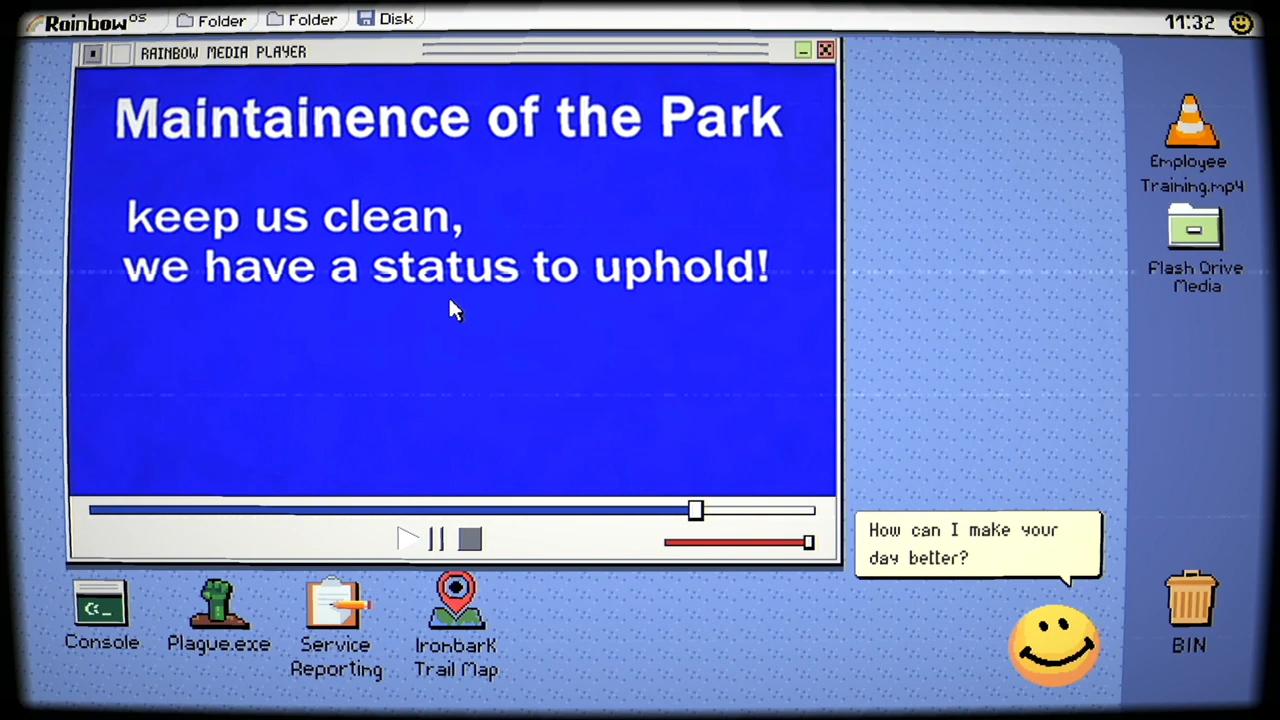 RainbowOS
Folder
Folder
Disk
11:32
RAINBOW MEDIA PLAYER
Maintainence of the Park
keep us clean,
we have a status to uphold!
Employee
Training.mp4
Flash Drive
Media
How can I make your
day better?
Console
Plague.exe
Service
Reporting
Ironbark
Trail Map
BIN